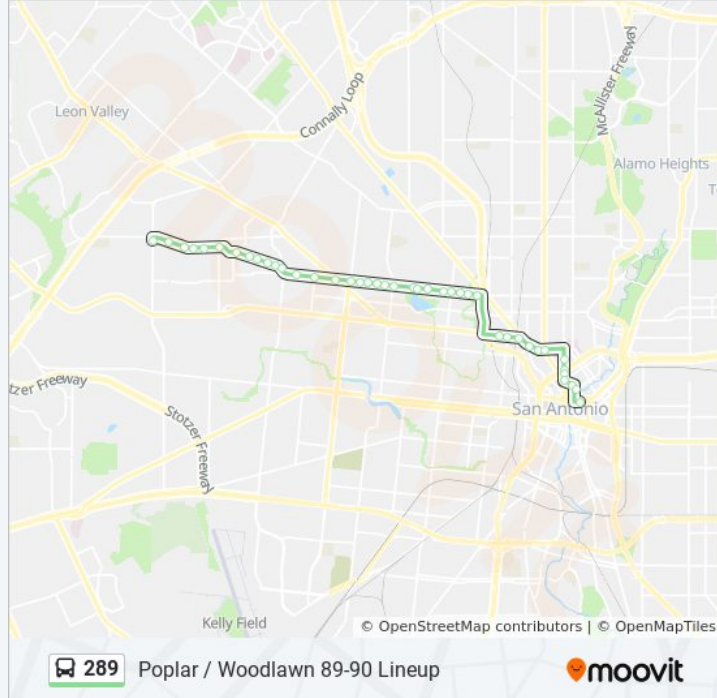 Leon Valley
Connally Loop
McAllister Freeway
Alamo Heights
T
tzer Freeway
Stotzer Freeway
San Antonio
Kelly Field
© OpenStreetMap contributors | © OpenMapTiles
289 Poplar / Woodlawn 89-90 Lineup
moovit